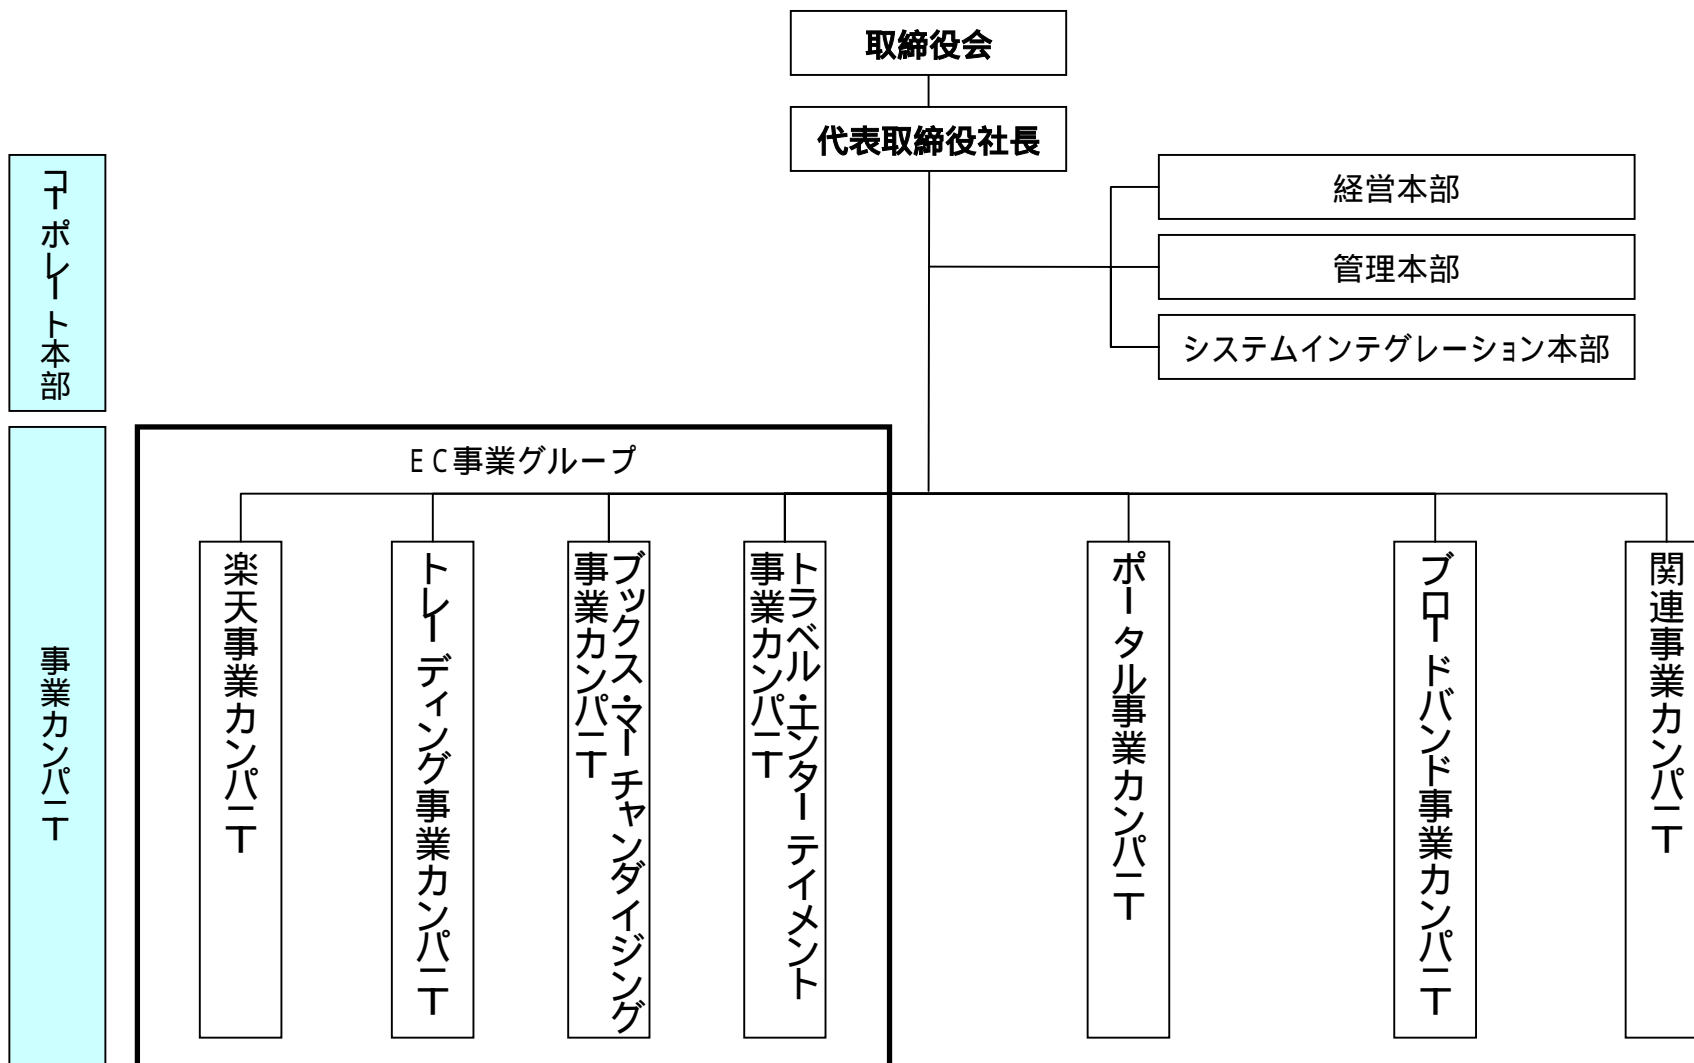 取締役会
代表取締役社長
コーポレート本部
経営本部
管理本部
システムインテグレーション本部
事業カンパニー
EC事業グループ
楽天事業カンパニー
トレーディング事業カンパニー
ブックス・マーチャンダイジング
事業カンパニー
トラベル・エンターテイメント
事業カンパニー
ポータル事業カンパニー
ブロードバンド事業カンパニー
関連事業カンパニー